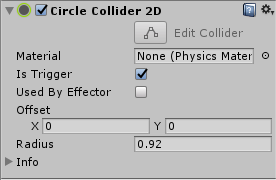 Circle Collider 2D
Edit Collider
Material None (Physics Mater
Is Trigger
Used By Effector
Offset
X 0 Y 0
Radius 0.92
Info